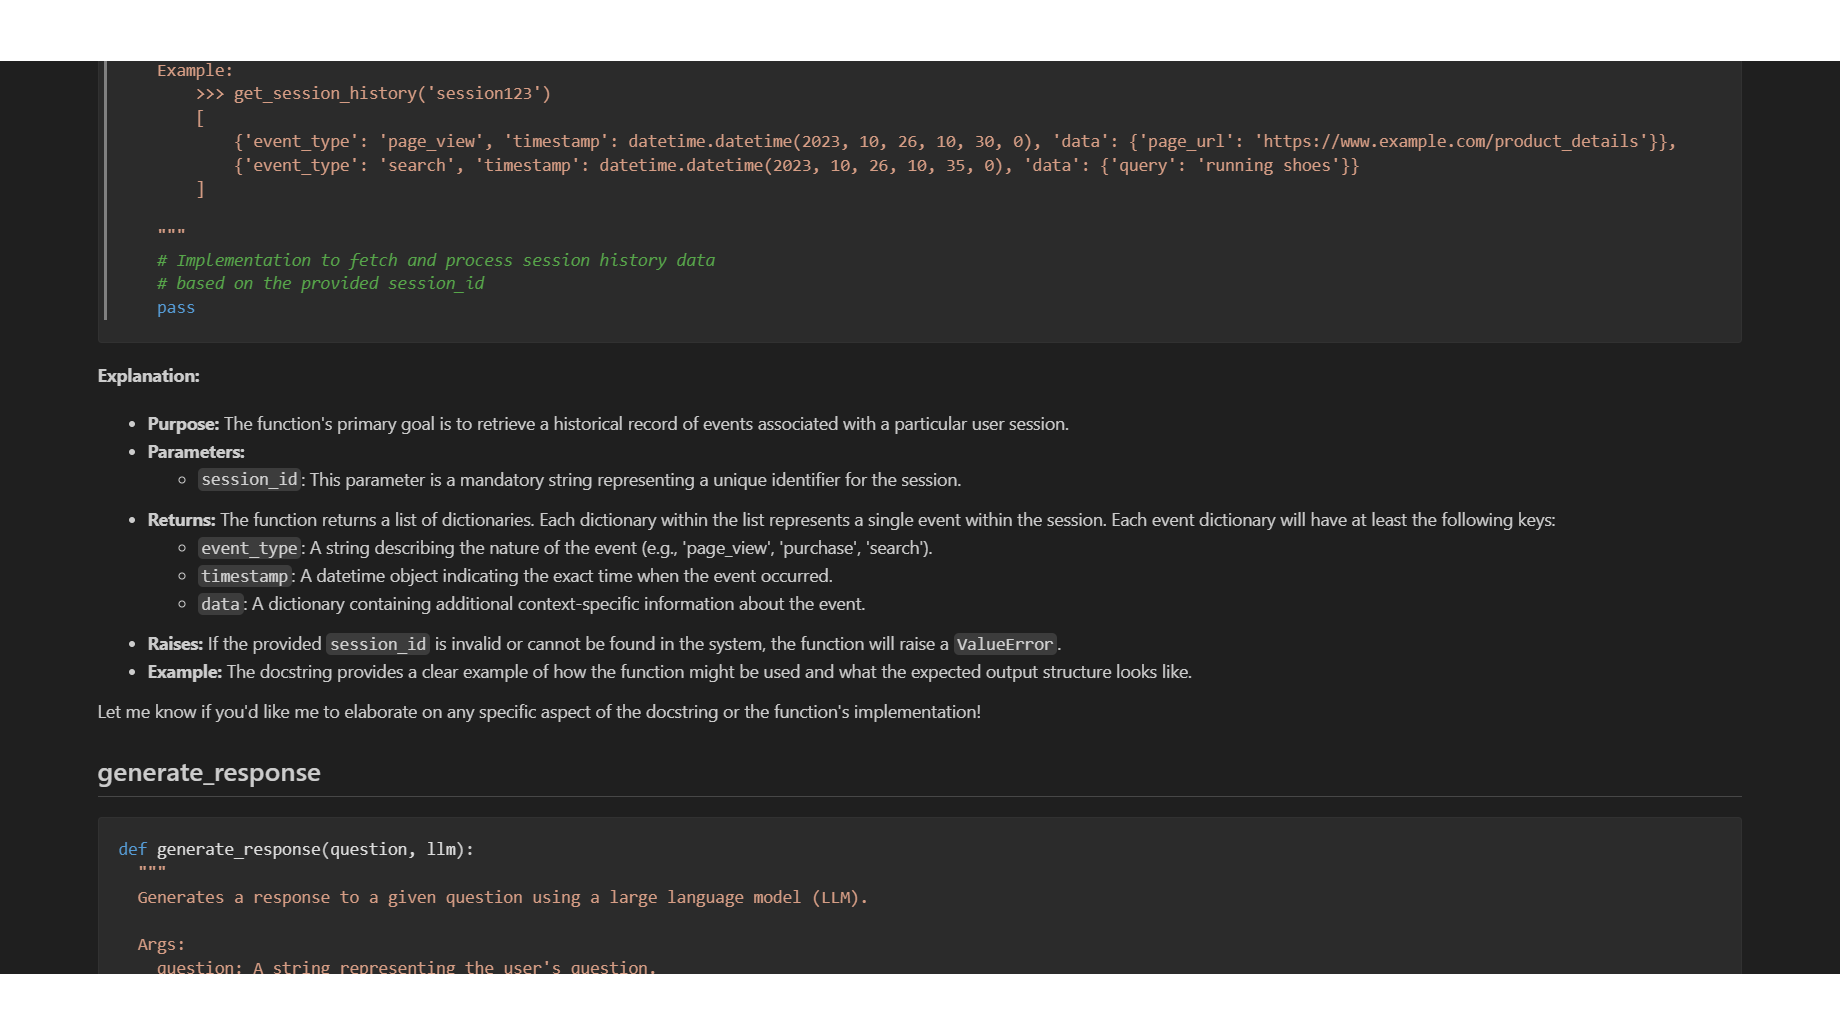 Example:
>>> get_session_history('session123')
[
{'event_type': 'page_view', 'timestamp': datetime.datetime(2023, 10, 26, 10, 30, 0), 'data': {'page_url': 'https://www.example.com/product_details'}},
{'event_type': 'search', 'timestamp': datetime.datetime(2023, 10, 26, 10, 35, 0), 'data': {'query': 'running shoes'}}
]
"""
# Implementation to fetch and process session history data
# based on the provided session_id
pass
Explanation:
• Purpose: The function's primary goal is to retrieve a historical record of events associated with a particular user session.
• Parameters:
◦ session_id: This parameter is a mandatory string representing a unique identifier for the session.
• Returns: The function returns a list of dictionaries. Each dictionary within the list represents a single event within the session. Each event dictionary will have at least the following keys:
◦ event_type: A string describing the nature of the event (e.g., 'page_view', 'purchase', 'search').
◦ timestamp: A datetime object indicating the exact time when the event occurred.
◦ data: A dictionary containing additional context-specific information about the event.
• Raises: If the provided session_id is invalid or cannot be found in the system, the function will raise a ValueError.
• Example: The docstring provides a clear example of how the function might be used and what the expected output structure looks like.
Let me know if you'd like me to elaborate on any specific aspect of the docstring or the function's implementation!
generate_response
def generate_response(question, llm):
"""
Generates a response to a given question using a large language model (LLM).
Args:
question: A string representing the user's question.